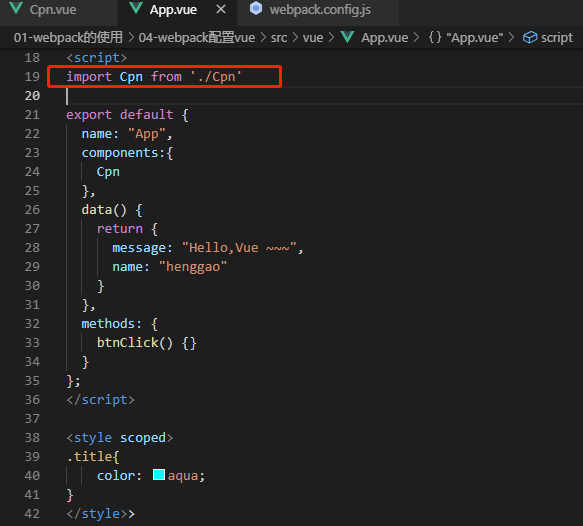 Cpn.vue App.vue webpack.config.js
01-webpack的使用 > 04-webpack配置vue > src > vue > App.vue > {} "App.vue" > script
18 <script>
19 import Cpn from './Cpn'
20
21 export default {
22   name: "App",
23   components:{
24     Cpn
25   },
26   data() {
27     return {
28       message: "Hello,Vue ~~~",
29       name: "henggao"
30     }
31   },
32   methods: {
33     btnClick() {}
34   }
35 };
36 </script>
37
38 <style scoped>
39 .title{
40     color: aqua;
41 }
42 </style>>